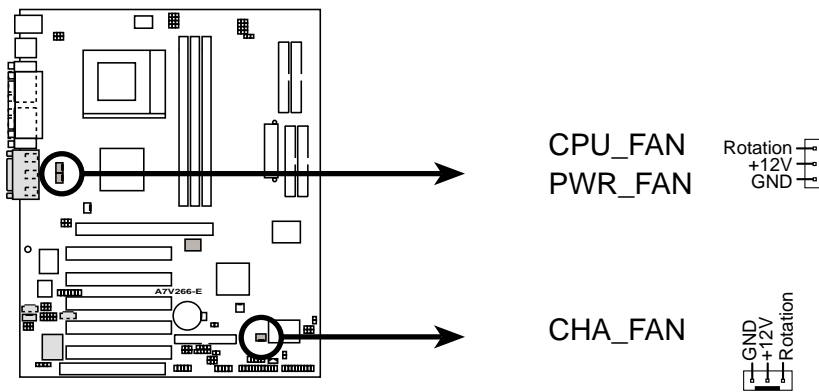 CPU_FAN
PWR_FAN
Rotation
+12V
GND
A7V266-E
CHA_FAN
GND
+12V
Rotation